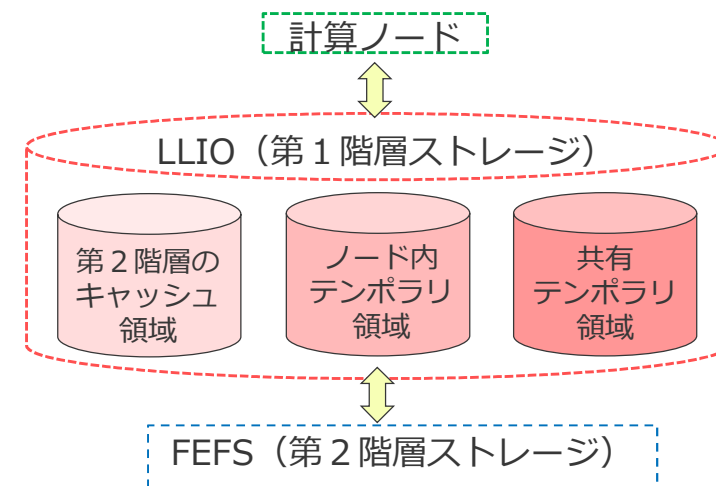 計算ノード
LLIO（第１階層ストレージ）
第２階層の
キャッシュ
領域
ノード内
テンポラリ
領域
共有
テンポラリ
領域
FEFS（第２階層ストレージ）